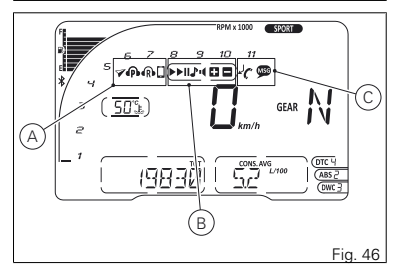 RPM x 1000 SPORT
F
E
6 7 8 9 10 11
5
R MSG
4
A C
3 50°C
0 km/h GEAR N
2
1
TOT CONS. AVG DTC 4
19830 5.2 L/100 ABS 2
DWC 3
B
Fig. 46